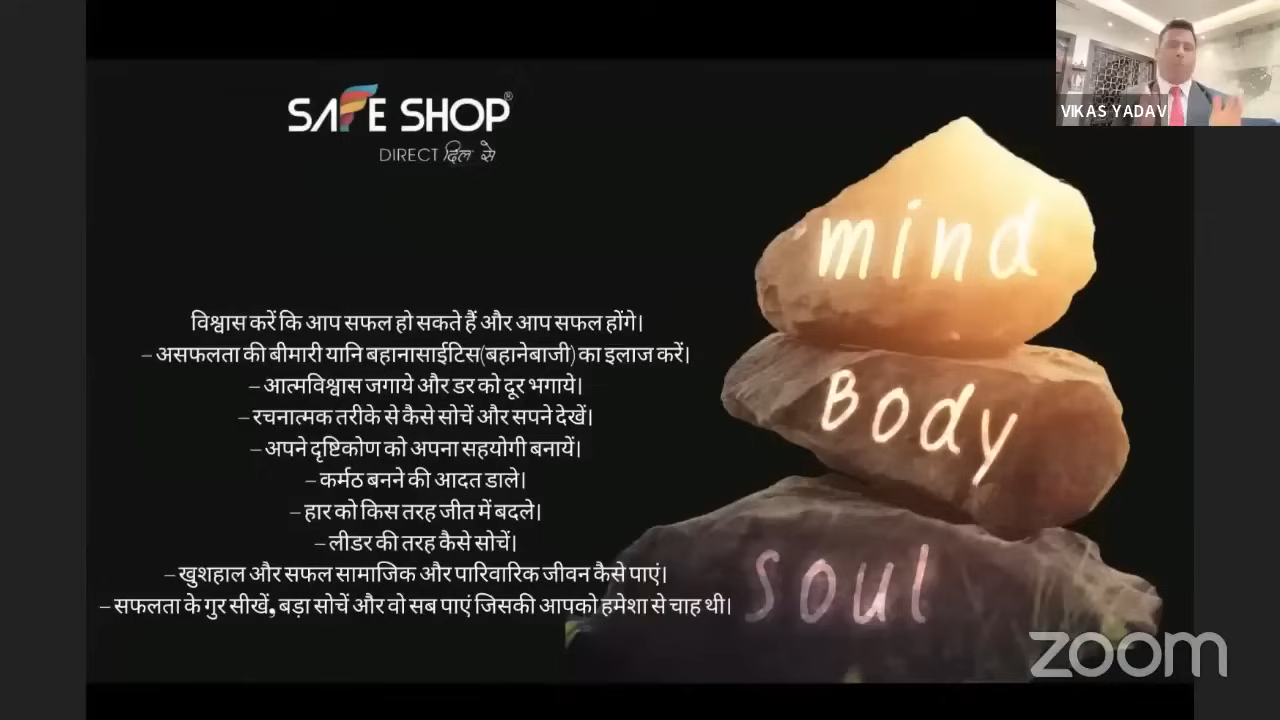 SAFE SHOP®
DIRECT दिल से
VIKAS YADAV
mind
Body
soul
विश्वास करें कि आप सफल हो सकते हैं और आप सफल होंगे।
– असफलता की बीमारी यानि बहानासाईटिस(बहानेबाजी) का इलाज करें।
– आत्मविश्वास जगाये और डर को दूर भगाये।
– रचनात्मक तरीके से कैसे सोचें और सपने देखें।
– अपने दृष्टिकोण को अपना सहयोगी बनायें।
– कर्मठ बनने की आदत डाले।
– हार को किस तरह जीत में बदले।
– लीडर की तरह कैसे सोचें।
– खुशहाल और सफल सामाजिक और पारिवारिक जीवन कैसे पाएं।
– सफलता के गुर सीखें, बड़ा सोचें और वो सब पाएं जिसकी आपको हमेशा से चाह थी।
zoom